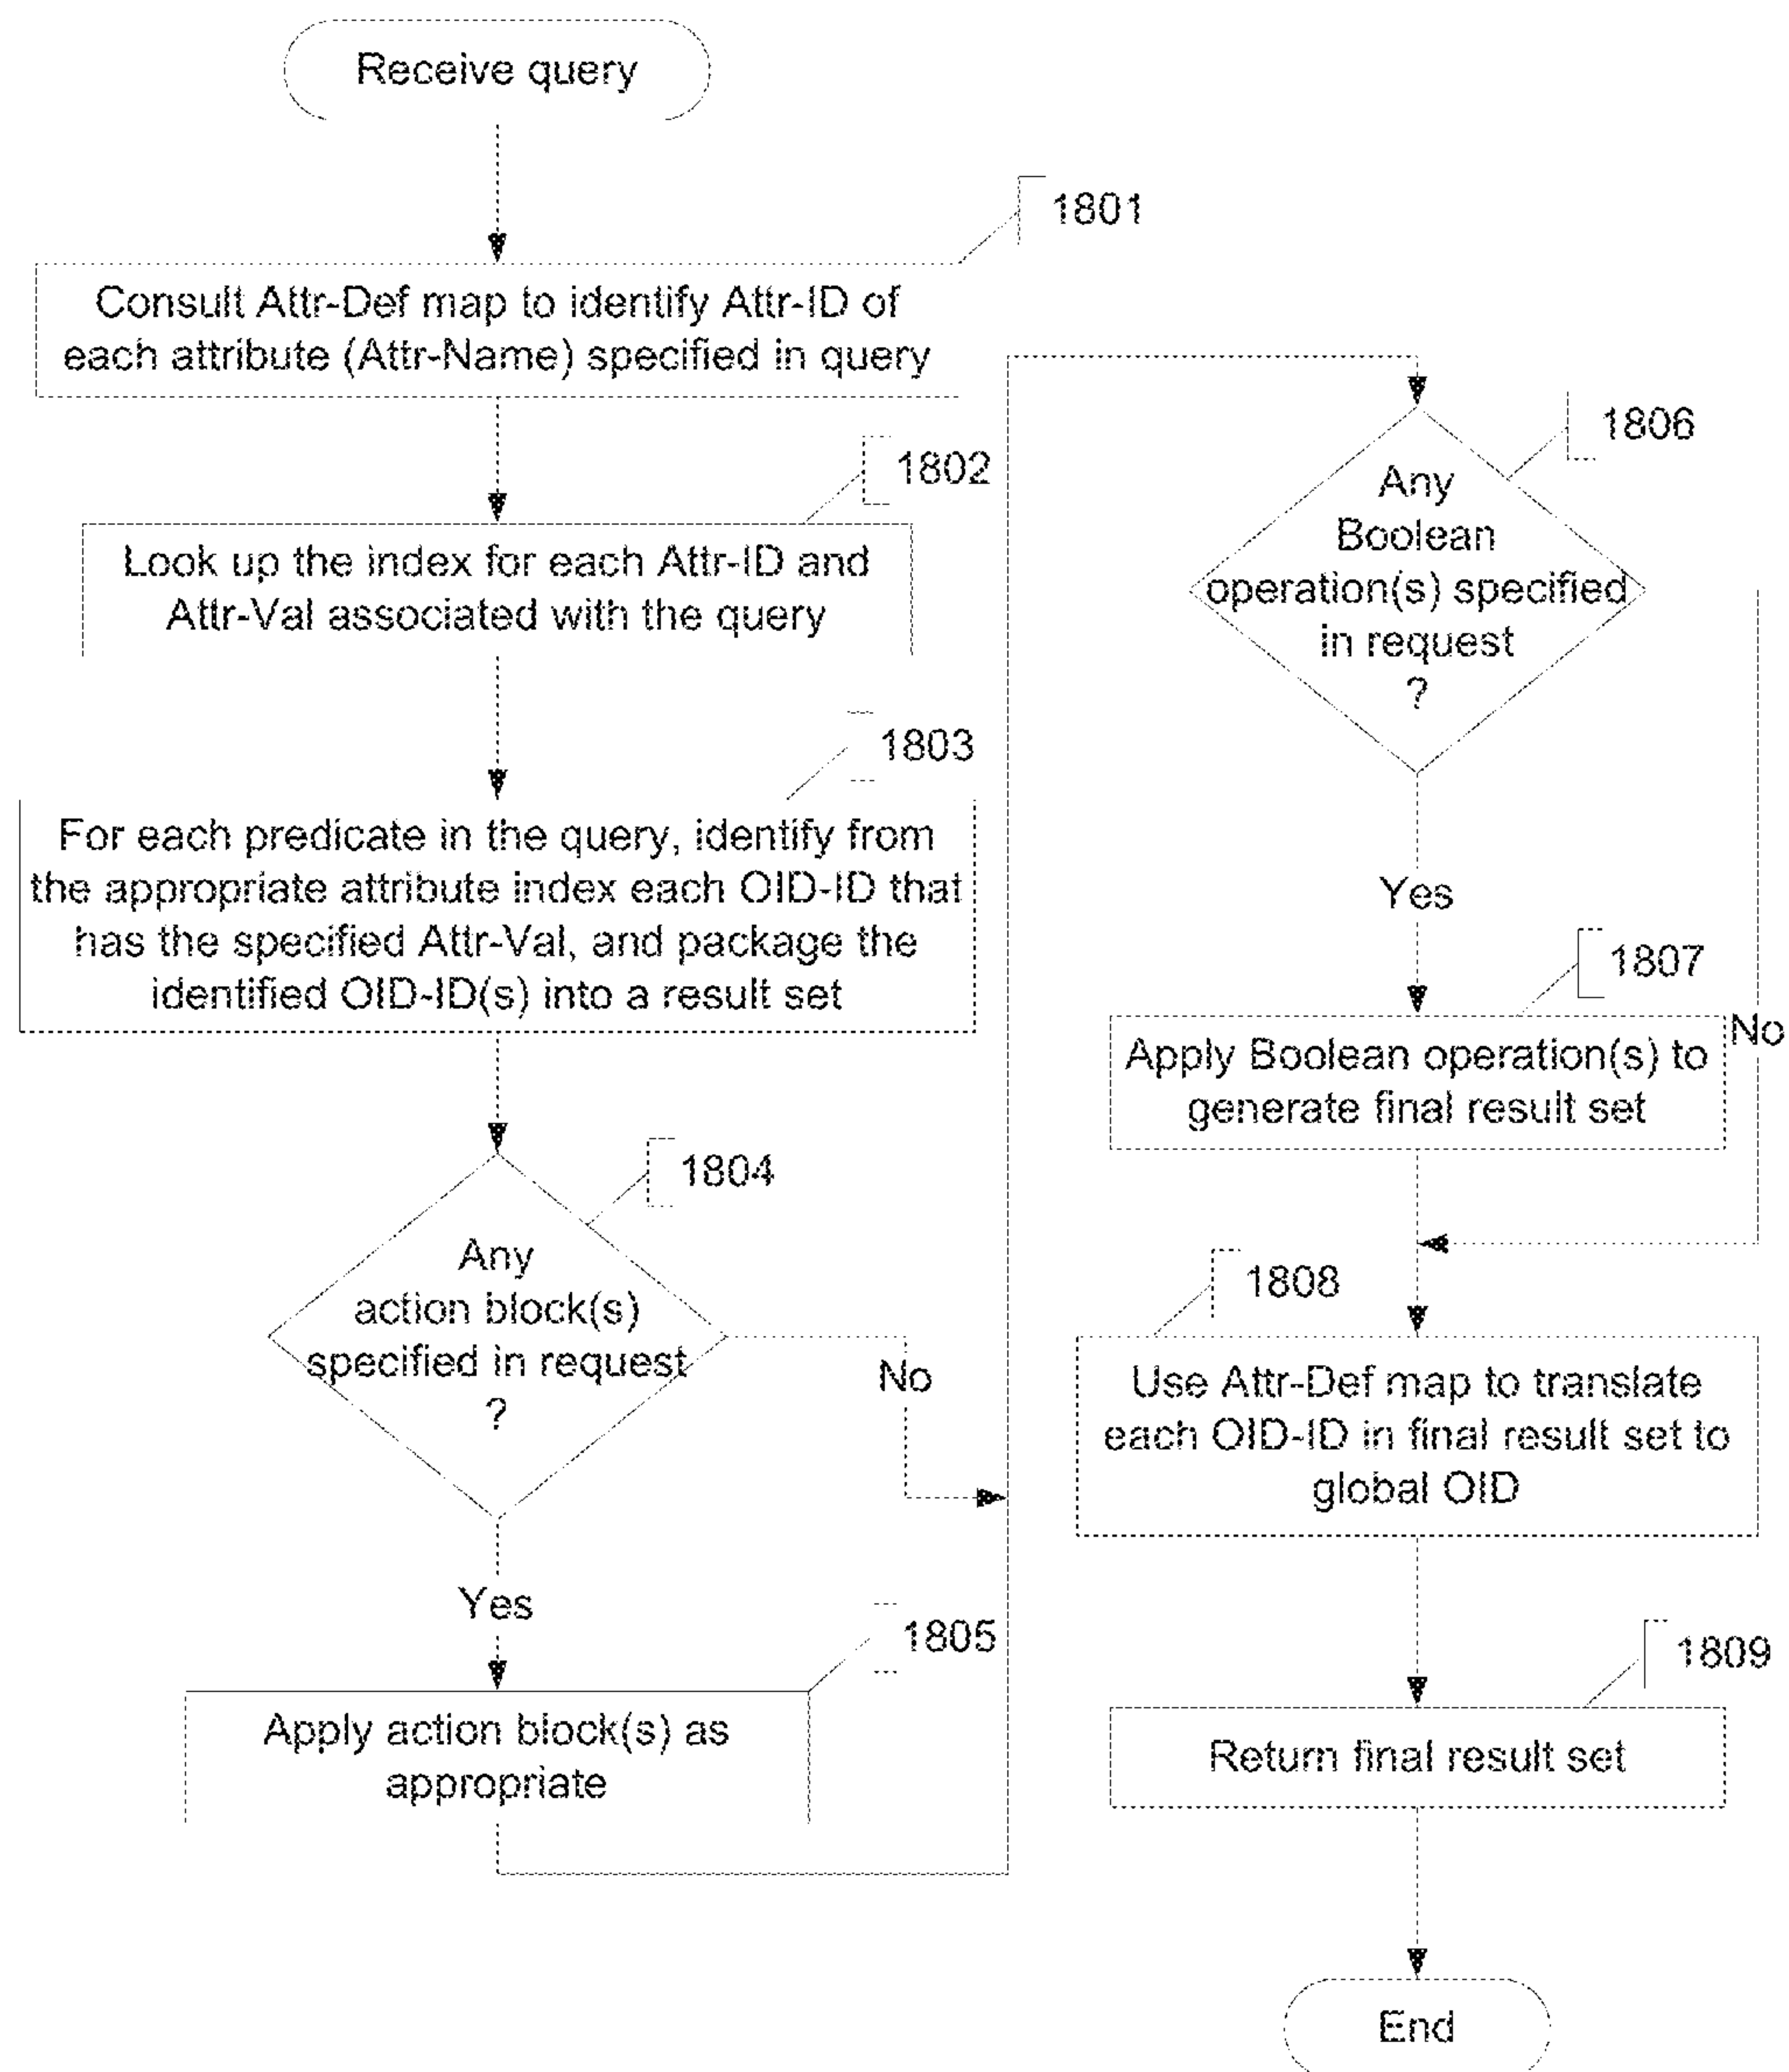 Receive query
1801
Consult Attr-Def map to identify Attr-ID of
each attribute (Attr-Name) specified in query
1802
Look up the index for each Attr-ID and
Attr-Val associated with the query
1803
For each predicate in the query, identify from
the appropriate attribute index each OID-ID that
has the specified Attr-Val, and package the
identified OID-ID(s) into a result set
1804
Any
action block(s)
specified in request
?
No
Yes
1805
Apply action block(s) as
appropriate
1806
Any
Boolean
operation(s) specified
in request
?
Yes
No
1807
Apply Boolean operation(s) to
generate final result set
1808
Use Attr-Def map to translate
each OID-ID in final result set to
global OID
1809
Return final result set
End